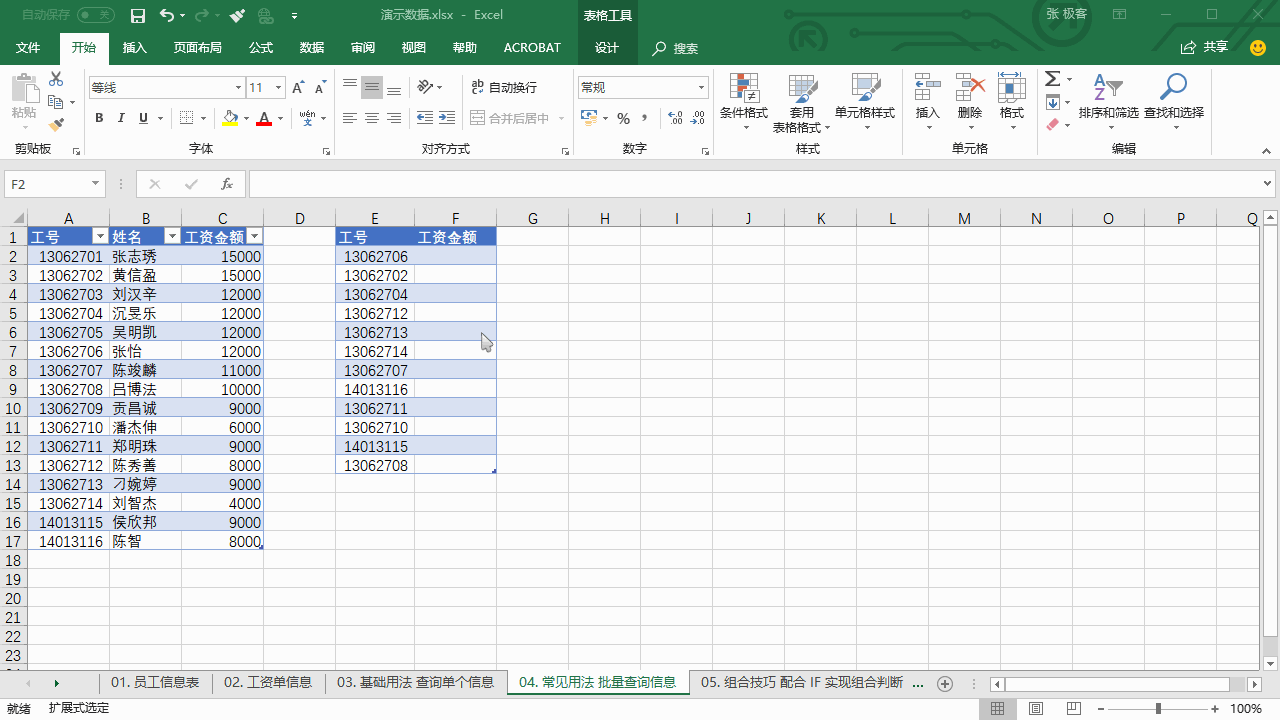 自动保存 关 演示数据.xlsx - Excel 表格工具 张 极客
文件 开始 插入 页面布局 公式 数据 审阅 视图 帮助 ACROBAT 设计 搜索 共享
等线 11 A A ab 自动换行 常规
粘贴 B I U A wén 文 合并后居中 % , 条件格式 套用 表格格式 单元格样式 插入 删除 格式 排序和筛选 查找和选择
剪贴板 字体 对齐方式 数字 样式 单元格 编辑
F2 fx
A B C D E F G H I J K L M N O P Q
1 工号 姓名 工资金额 工号 工资金额
2 13062701 张志琇 15000 13062706
3 13062702 黄信盈 15000 13062702
4 13062703 刘汉辛 12000 13062704
5 13062704 沉旻乐 12000 13062712
6 13062705 吴明凯 12000 13062713
7 13062706 张怡 12000 13062714
8 13062707 陈竣麟 11000 13062707
9 13062708 吕博法 10000 14013116
10 13062709 贡昌诚 9000 13062711
11 13062710 潘杰伸 6000 13062710
12 13062711 郑明珠 9000 14013115
13 13062712 陈秀善 8000 13062708
14 13062713 刁婉婷 9000
15 13062714 刘智杰 4000
16 14013115 侯欣邦 9000
17 14013116 陈智 8000
18
19
20
21
22
23
01. 员工信息表 02. 工资单信息 03. 基础用法 查询单个信息 04. 常见用法 批量查询信息 05. 组合技巧 配合 IF 实现组合判断 ...
就绪 扩展式选定 100%